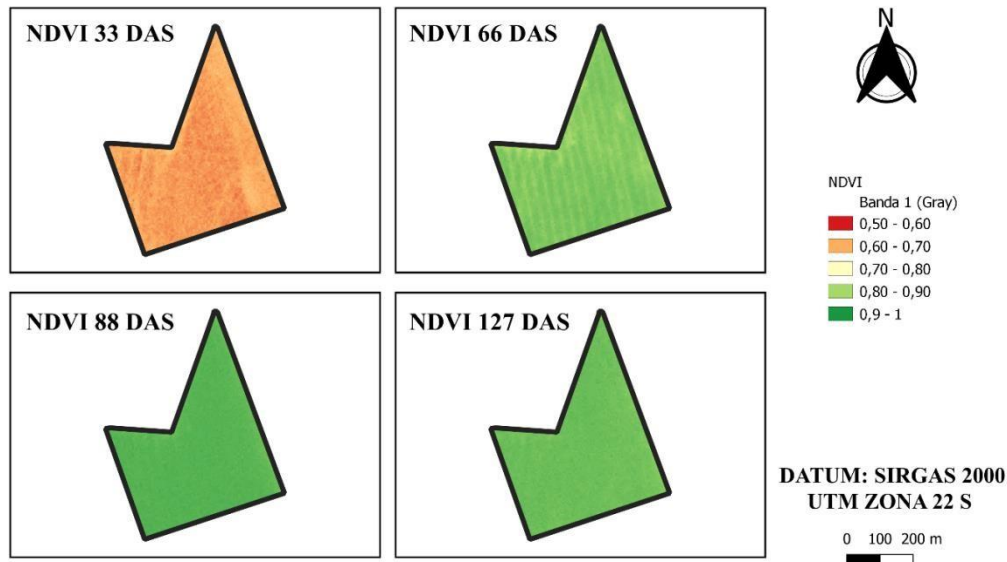 NDVI 33 DAS
NDVI 66 DAS
N
NDVI
Banda 1 (Gray)
0,50 - 0,60
0,60 - 0,70
0,70 - 0,80
0,80 - 0,90
0,9 - 1
NDVI 88 DAS
NDVI 127 DAS
DATUM: SIRGAS 2000
UTM ZONA 22 S
0 100 200 m